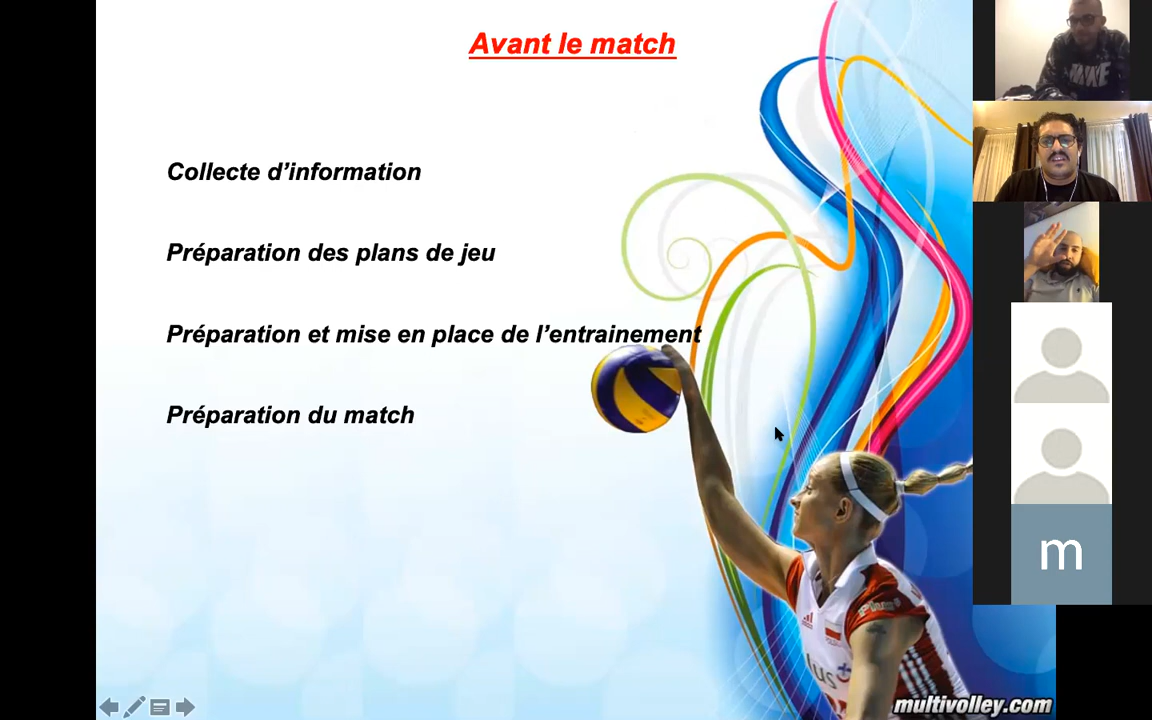 Avant le match
Collecte d’information
Préparation des plans de jeu
Préparation et mise en place de l’entrainement
Préparation du match
Plus
multivolley.com
m